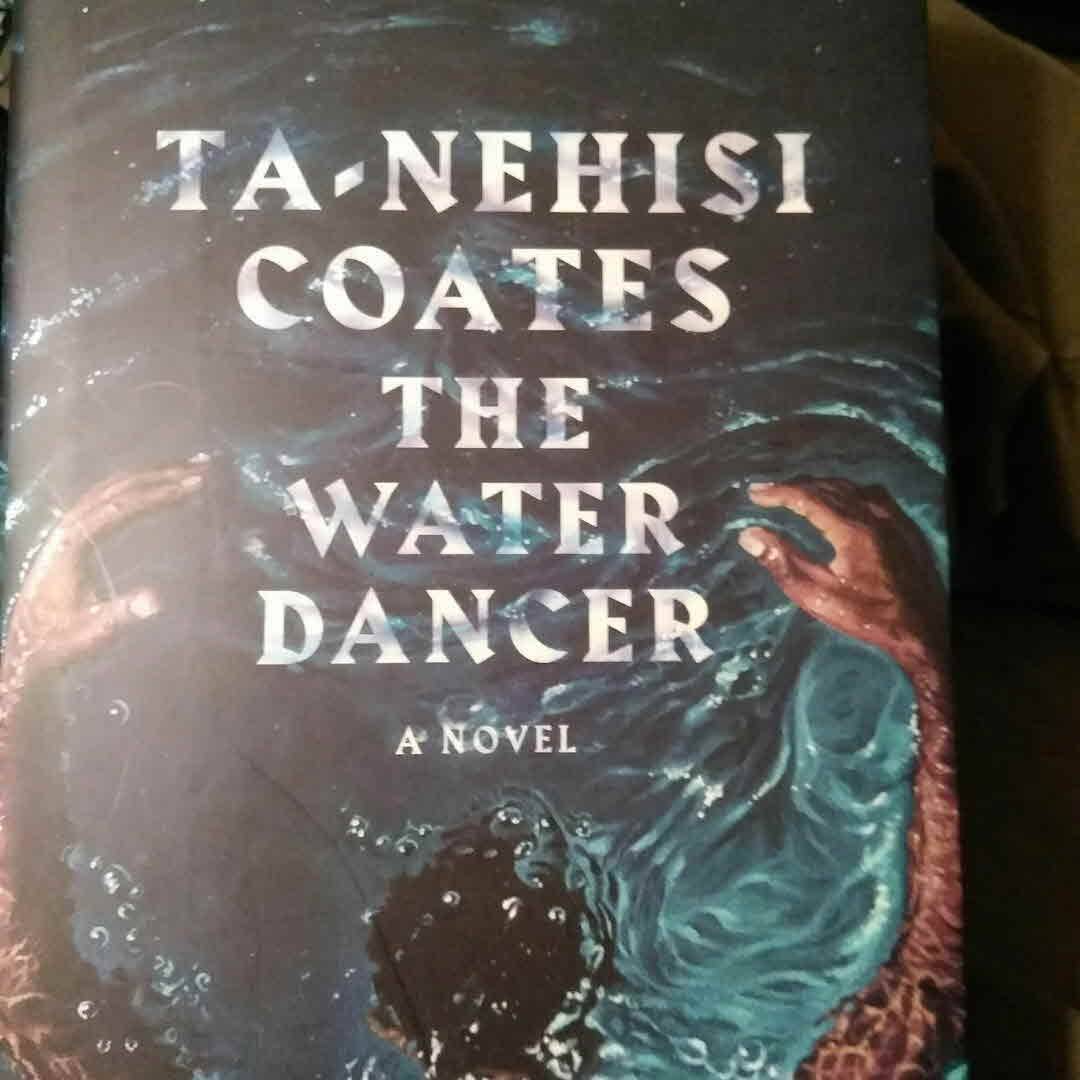 TA-NEHISI
COATES
THE
WATER
DANCER
A NOVEL